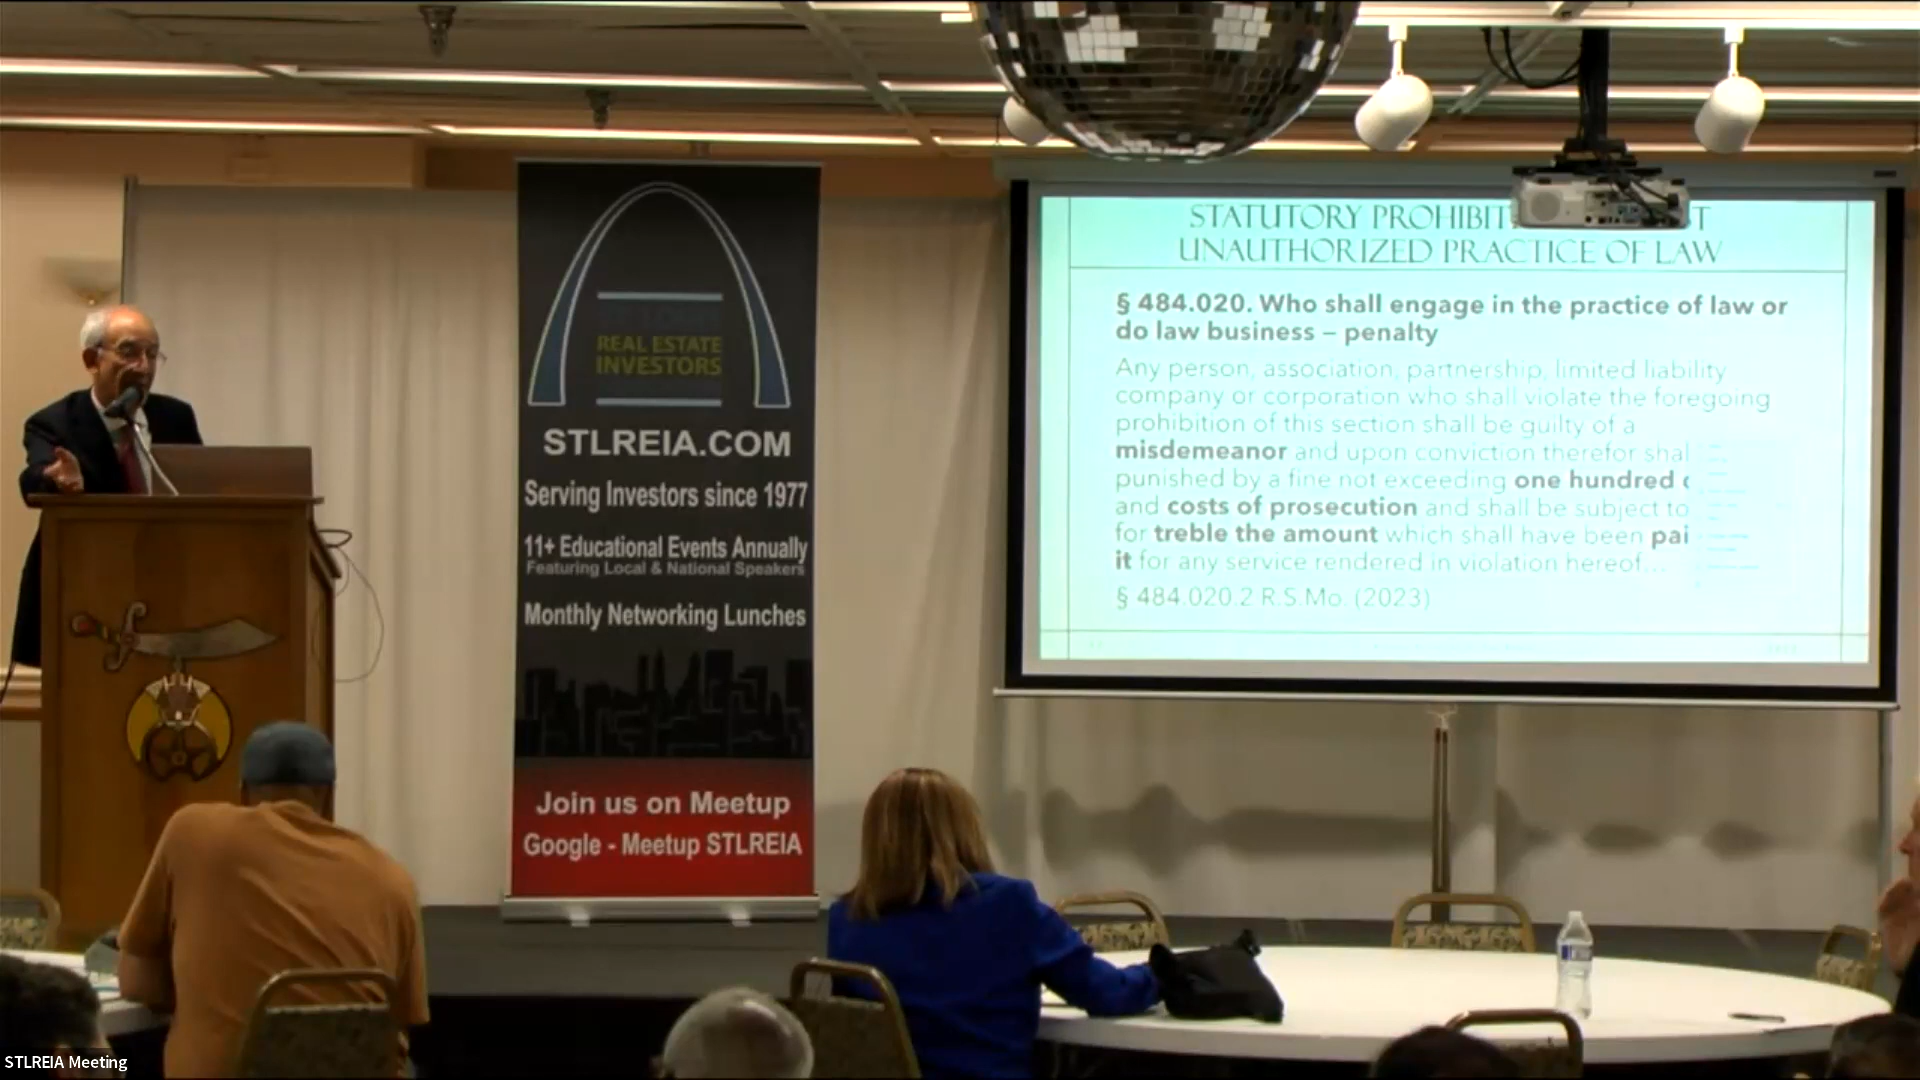 REAL ESTATE
INVESTORS
STLREIA.COM
Serving Investors since 1977
11+ Educational Events Annually
Featuring Local & National Speakers
Monthly Networking Lunches
Join us on Meetup
Google - Meetup STLREIA
STATUTORY PROHIBIT T
UNAUTHORIZED PRACTICE OF LAW
§ 484.020. Who shall engage in the practice of law or
do law business – penalty
Any person, association, partnership, limited liability
company or corporation who shall violate the foregoing
prohibition of this section shall be guilty of a
misdemeanor and upon conviction therefor shal
punished by a fine not exceeding one hundred
and costs of prosecution and shall be subject to
for treble the amount which shall have been pai
it for any service rendered in violation hereof...
§ 484.020.2 R.S.Mo. (2023)
STLREIA Meeting